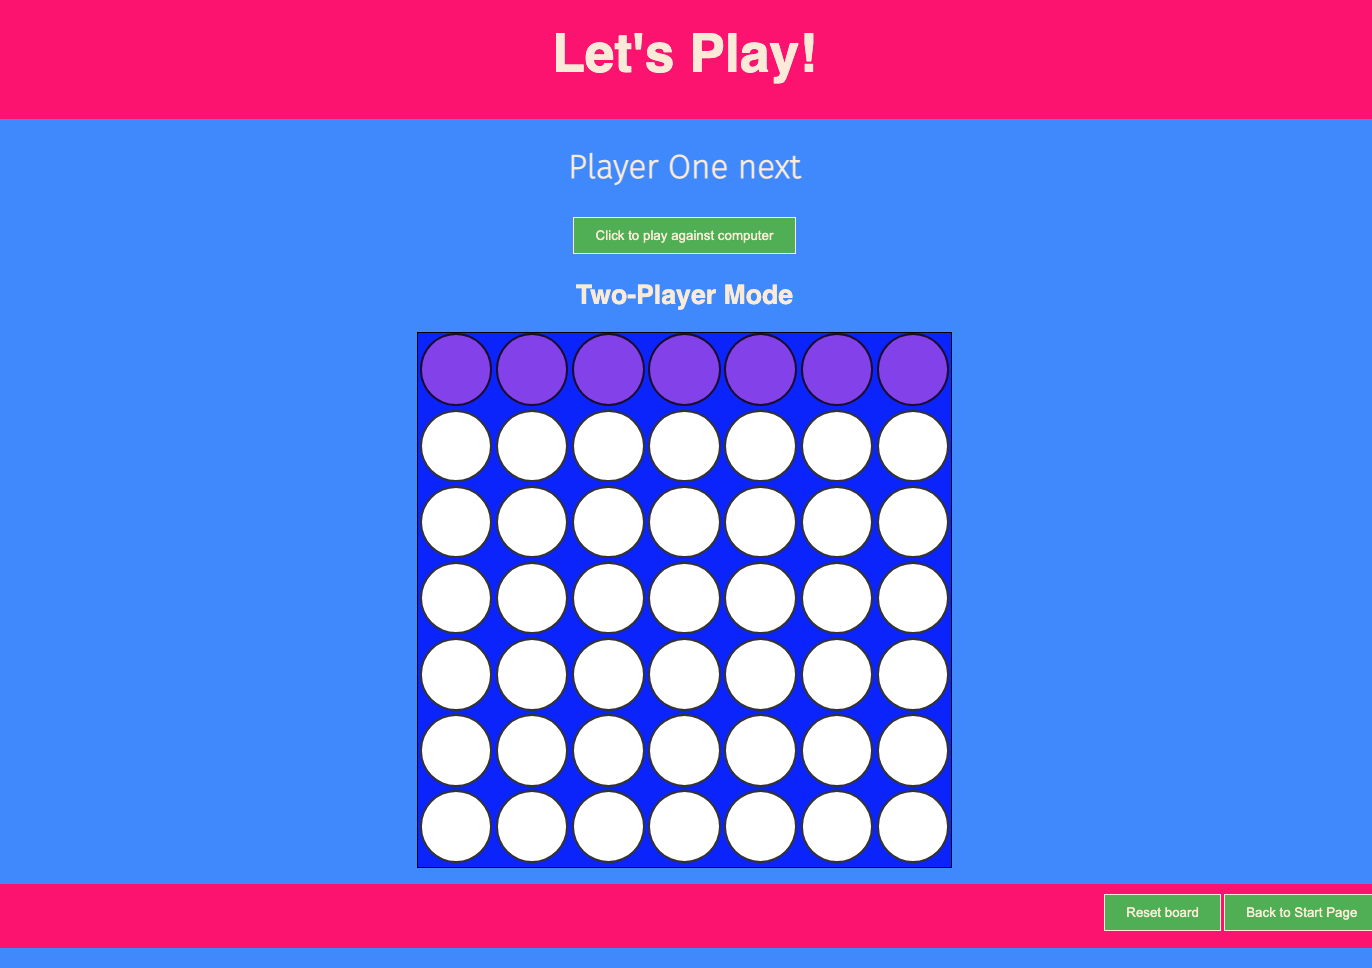 Let's Play!
Player One next
Click to play against computer
Two-Player Mode
Reset board
Back to Start Page